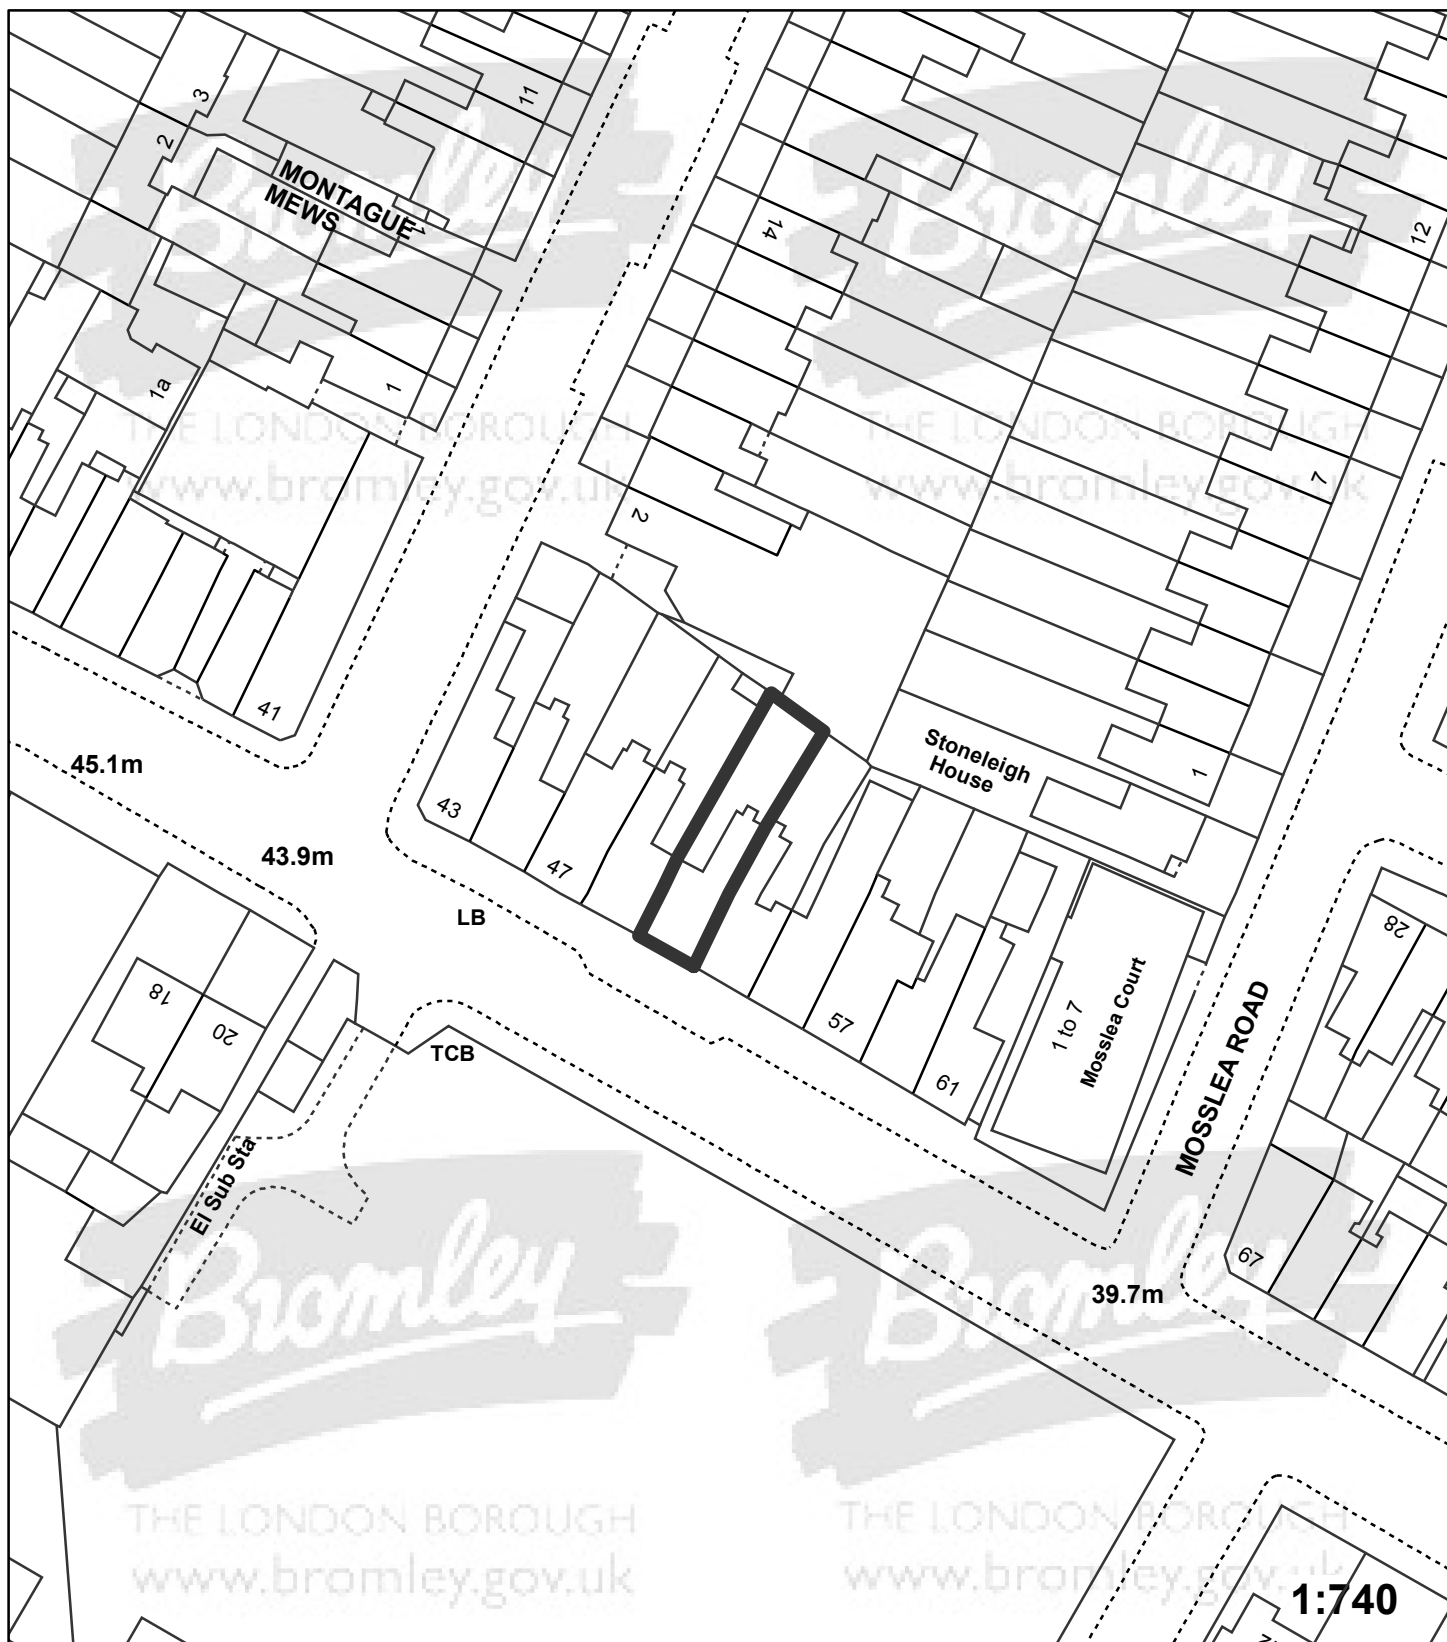 3
2
11
MONTAGUE
MEWS
1
14
12
1a
1
7
2
41
45.1m
43.9m
43
47
LB
Stoneleigh
House
1
28
57
61
1 to 7
Mosslea Court
MOSSLEA ROAD
18
20
TCB
El Sub Sta
67
39.7m
Bromley
THE LONDON BOROUGH
www.bromley.gov.uk
Bromley
THE LONDON BOROUGH
www.bromley.gov.uk
Bromley
THE LONDON BOROUGH
www.bromley.gov.uk
Bromley
THE LONDON BOROUGH
www.bromley.gov.uk
1:740